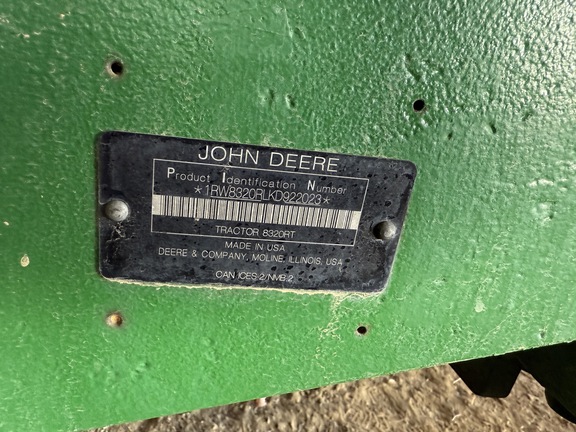 JOHN DEERE
Product Identification Number
*1RW8320RLKD922023*
TRACTOR 8320RT
MADE IN USA
DEERE & COMPANY, MOLINE, ILLINOIS, USA
CAN ICES 2/NMB 2